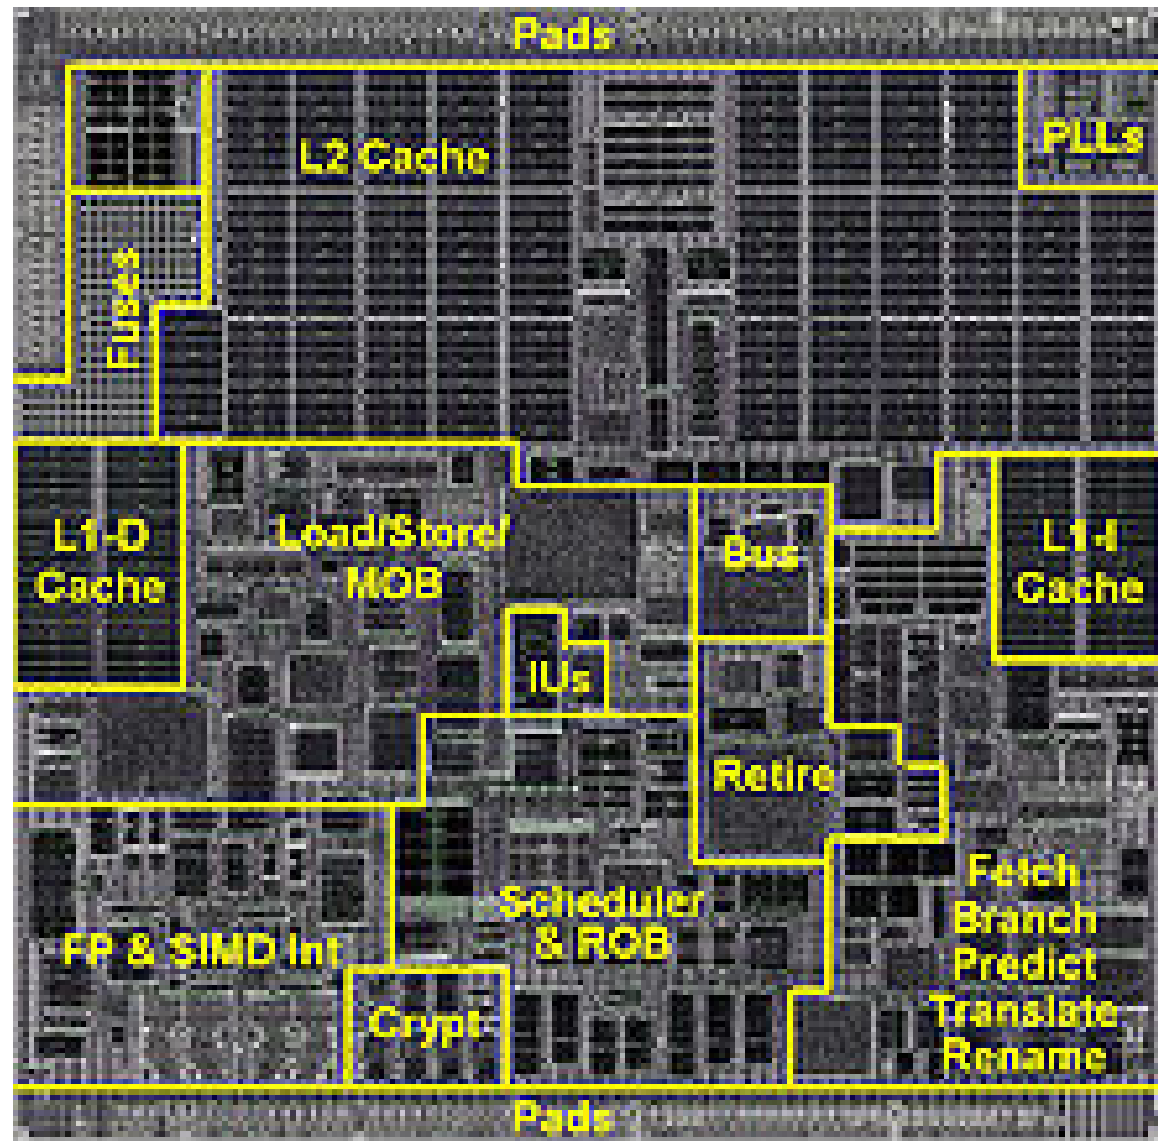 Pads
L2 Cache
PLLs
Fuses
L1-D
Cache
Load/Store/
MOB
Bus
L1-I
Cache
IUs
Retire
FP & SIMD Int
Scheduler
& ROB
Crypt
Fetch
Branch
Predict
Translate
Rename
Pads